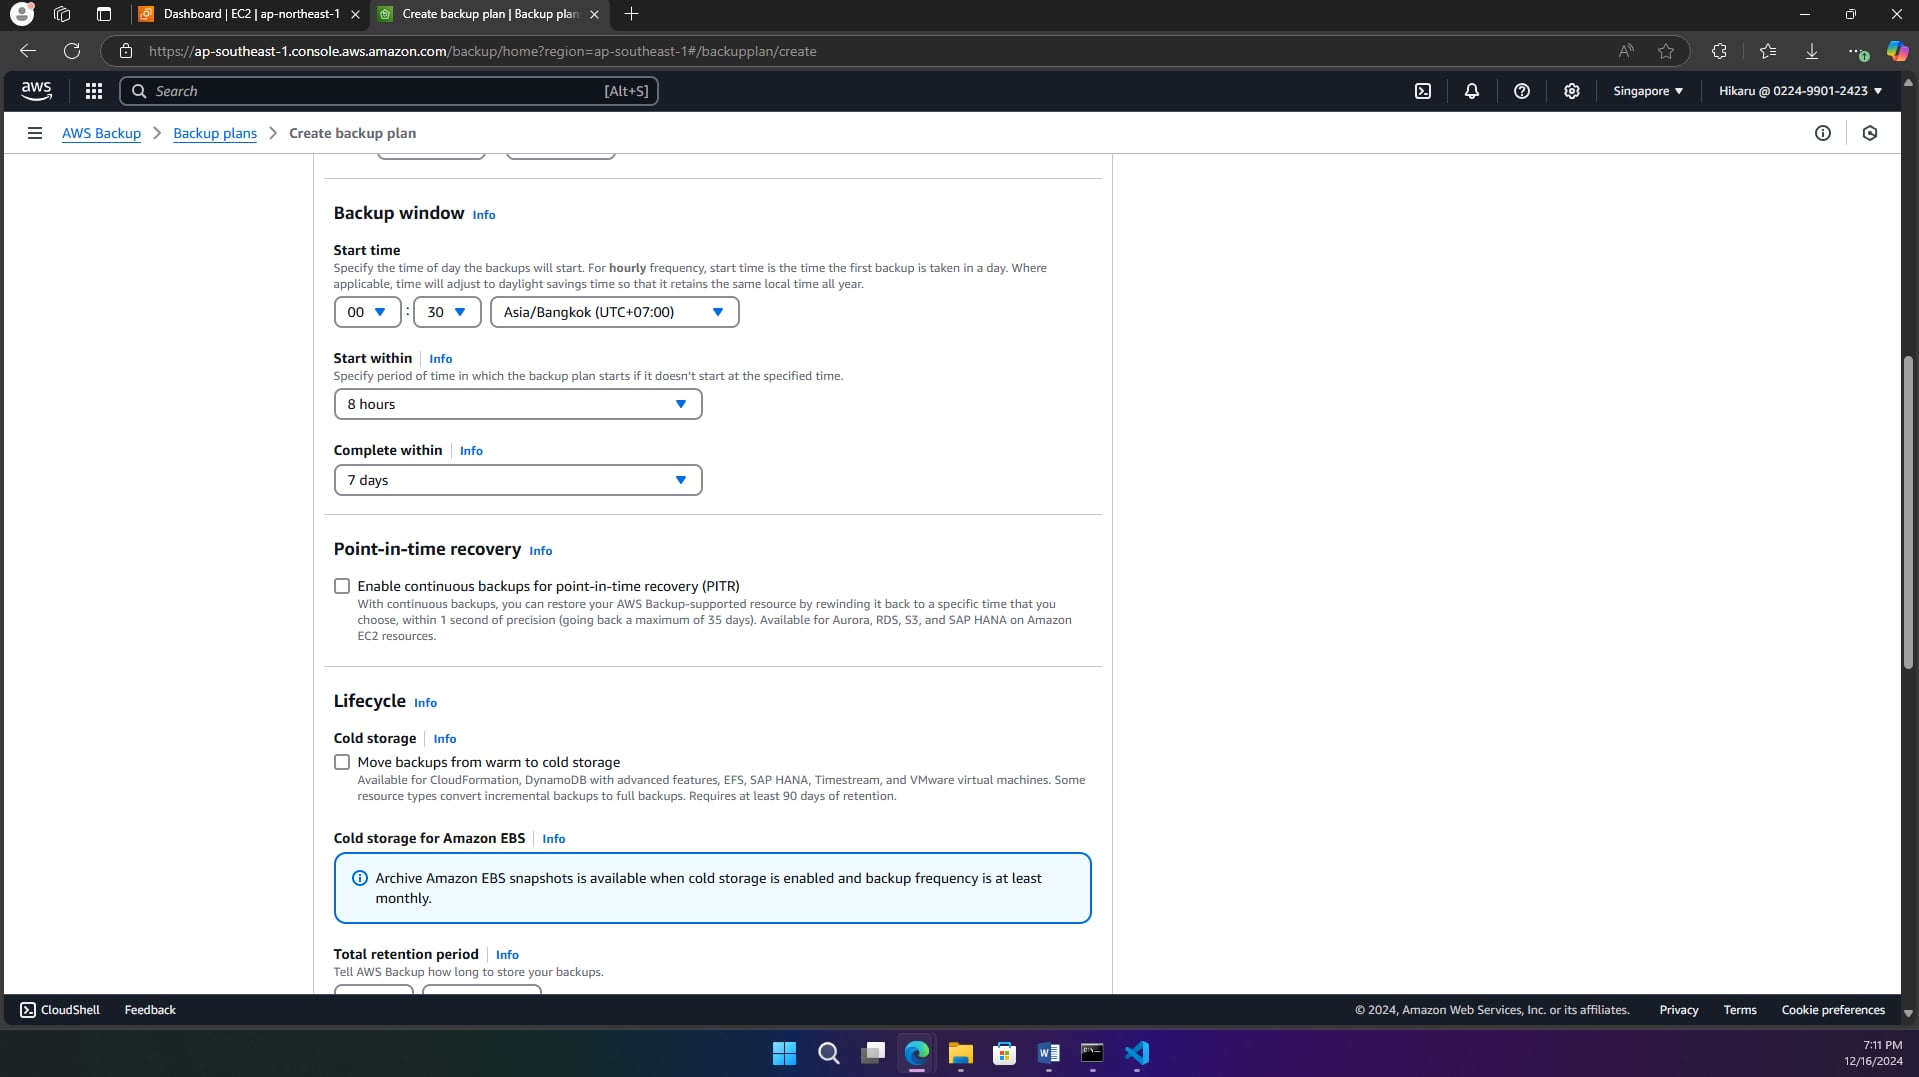 Dashboard | EC2 | ap-northeast-1
Create backup plan | Backup plan
https://ap-southeast-1.console.aws.amazon.com/backup/home?region=ap-southeast-1#/backupplan/create
aws
Search
[Alt+S]
Singapore
Hikaru @ 0224-9901-2423
AWS Backup
Backup plans
Create backup plan
Backup window Info
Start time
Specify the time of day the backups will start. For hourly frequency, start time is the time the first backup is taken in a day. Where
applicable, time will adjust to daylight savings time so that it retains the same local time all year.
00 : 30 Asia/Bangkok (UTC+07:00)
Start within Info
Specify period of time in which the backup plan starts if it doesn't start at the specified time.
8 hours
Complete within Info
7 days
Point-in-time recovery Info
Enable continuous backups for point-in-time recovery (PITR)
With continuous backups, you can restore your AWS Backup-supported resource by rewinding it back to a specific time that you
choose, within 1 second of precision (going back a maximum of 35 days). Available for Aurora, RDS, S3, and SAP HANA on Amazon
EC2 resources.
Lifecycle Info
Cold storage Info
Move backups from warm to cold storage
Available for CloudFormation, DynamoDB with advanced features, EFS, SAP HANA, Timestream, and VMware virtual machines. Some
resource types convert incremental backups to full backups. Requires at least 90 days of retention.
Cold storage for Amazon EBS Info
Archive Amazon EBS snapshots is available when cold storage is enabled and backup frequency is at least
monthly.
Total retention period Info
Tell AWS Backup how long to store your backups.
CloudShell
Feedback
© 2024, Amazon Web Services, Inc. or its affiliates.
Privacy
Terms
Cookie preferences
7:11 PM
12/16/2024